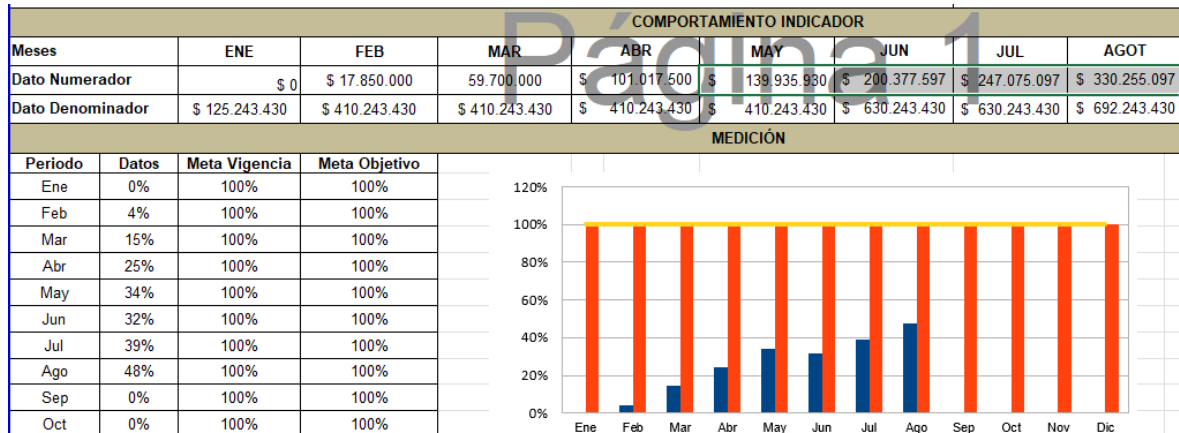 COMPORTAMIENTO INDICADOR
Página 1
Meses ENE FEB MAR ABR MAY JUN JUL AGOT
Dato Numerador $ 0 $ 17.850.000 59.700.000 $ 101.017.500 $ 139.935.930 $ 200.377.597 $ 247.075.097 $ 330.255.097
Dato Denominador $ 125.243.430 $ 410.243.430 $ 410.243.430 $ 410.243.430 $ 410.243.430 $ 630.243.430 $ 630.243.430 $ 692.243.430
MEDICIÓN
Periodo Datos Meta Vigencia Meta Objetivo
Ene 0% 100% 100%
Feb 4% 100% 100%
Mar 15% 100% 100%
Abr 25% 100% 100%
May 34% 100% 100%
Jun 32% 100% 100%
Jul 39% 100% 100%
Ago 48% 100% 100%
Sep 0% 100% 100%
Oct 0% 100% 100%
120%
100%
80%
60%
40%
20%
0%
Ene Feb Mar Abr May Jun Jul Ago Sep Oct Nov Dic